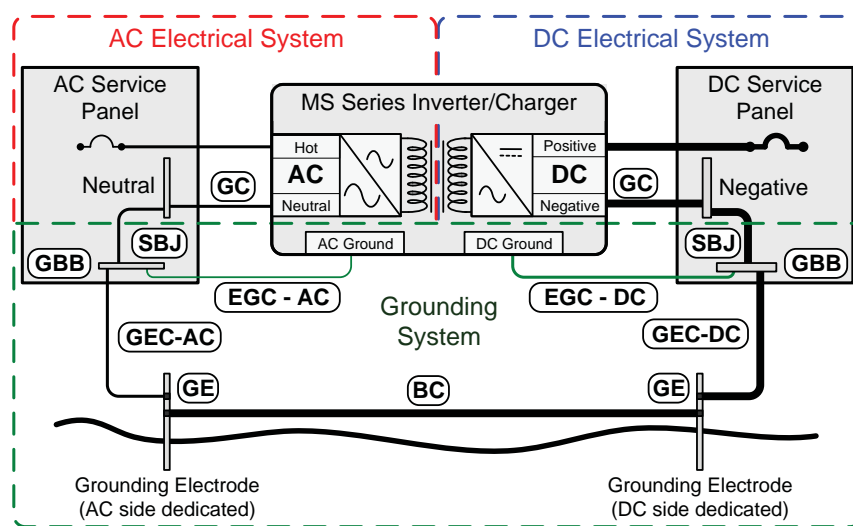 AC Electrical System
DC Electrical System
AC Service
Panel
MS Series Inverter/Charger
DC Service
Panel
Hot
AC
Neutral
Positive
DC
Negative
Neutral
GC
GC
Negative
SBJ
AC Ground
DC Ground
SBJ
GBB
GBB
EGC - AC
EGC - DC
Grounding
System
GEC-AC
GEC-DC
GE
BC
GE
Grounding Electrode
(AC side dedicated)
Grounding Electrode
(DC side dedicated)